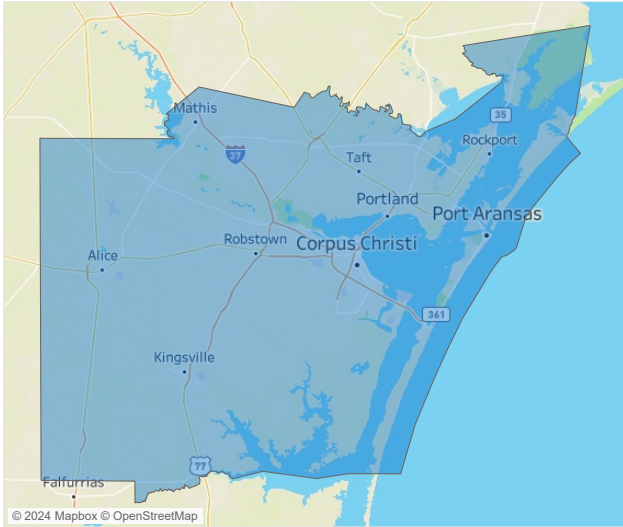 Mathis
35
37
Taft
Rockport
Portland
Port Aransas
Robstown
Corpus Christi
Alice
361
Kingsville
77
Falfurrias
© 2024 Mapbox © OpenStreetMap